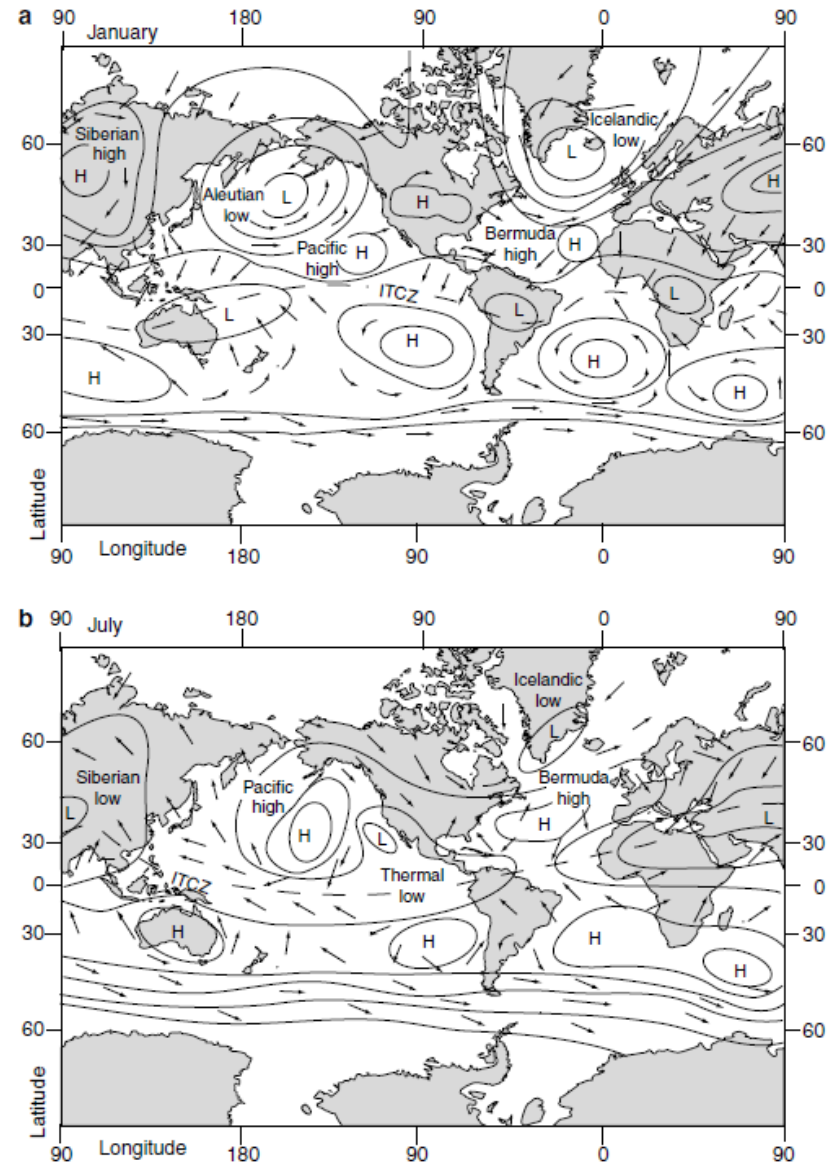 a
90 180 90 0 90
January
Siberian
high
H
Aleutian
low
L
Pacific
high
H
H
Bermuda
high
H
Icelandic
low
L
H
60
30
0
30
60
60
30
0
30
60
ITCZ
L
L
L
H
H
H
H
Latitude
90 180 90 0 90
Longitude
b
90 180 90 0 90
July
Siberian
low
L
Pacific
high
H
L
Thermal
low
Icelandic
low
L
Bermuda
high
H
L
60
30
0
30
60
60
30
0
30
60
ITCZ
H
H
H
H
Latitude
90 180 90 0 90
Longitude